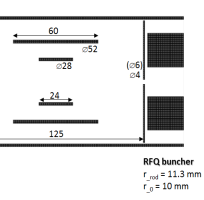 60
⌀52
⌀28
(⌀6)
⌀4
24
125
RFQ buncher
r_rod = 11.3 mm
r_0 = 10 mm